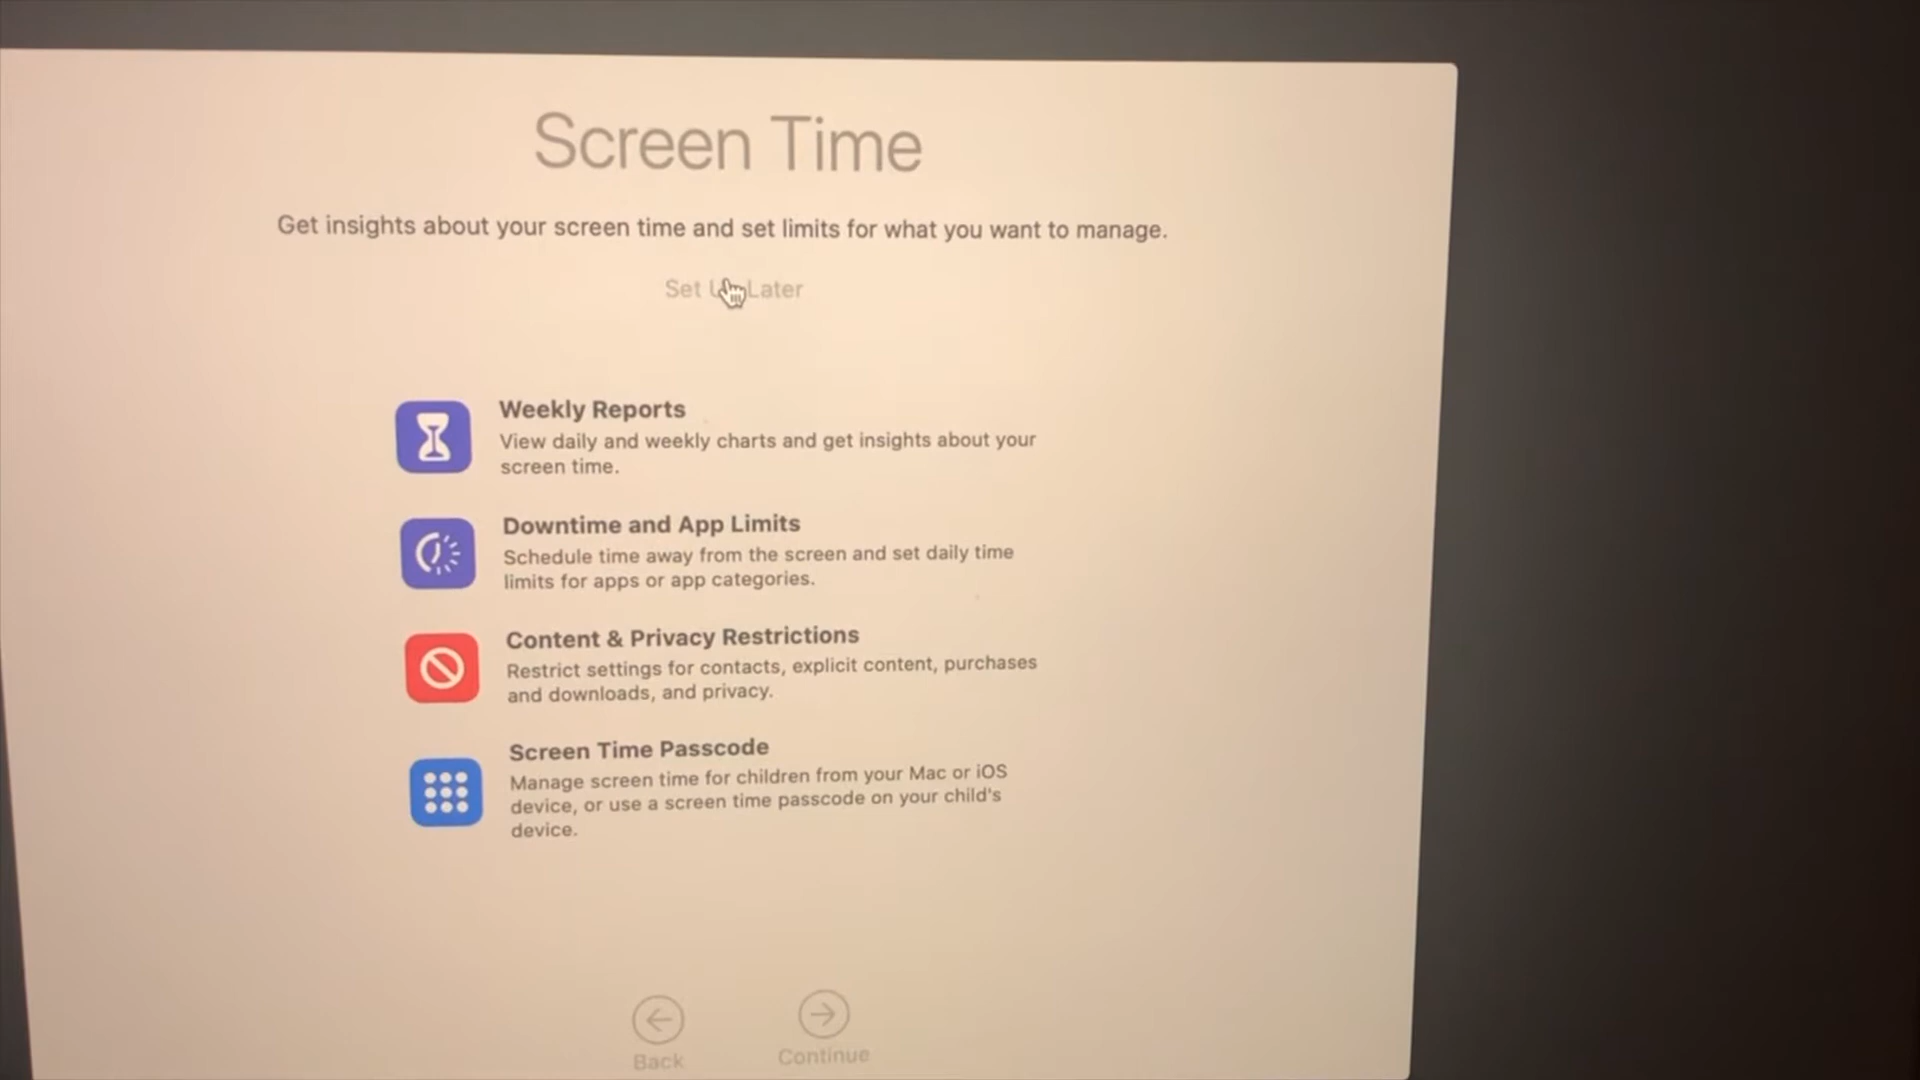 Screen Time
Get insights about your screen time and set limits for what you want to manage.
Set Later
Weekly Reports
View daily and weekly charts and get insights about your
screen time.
Downtime and App Limits
Schedule time away from the screen and set daily time
limits for apps or app categories.
Content & Privacy Restrictions
Restrict settings for contacts, explicit content, purchases
and downloads, and privacy.
Screen Time Passcode
Manage screen time for children from your Mac or iOS
device, or use a screen time passcode on your child's
device.
Back
Continue